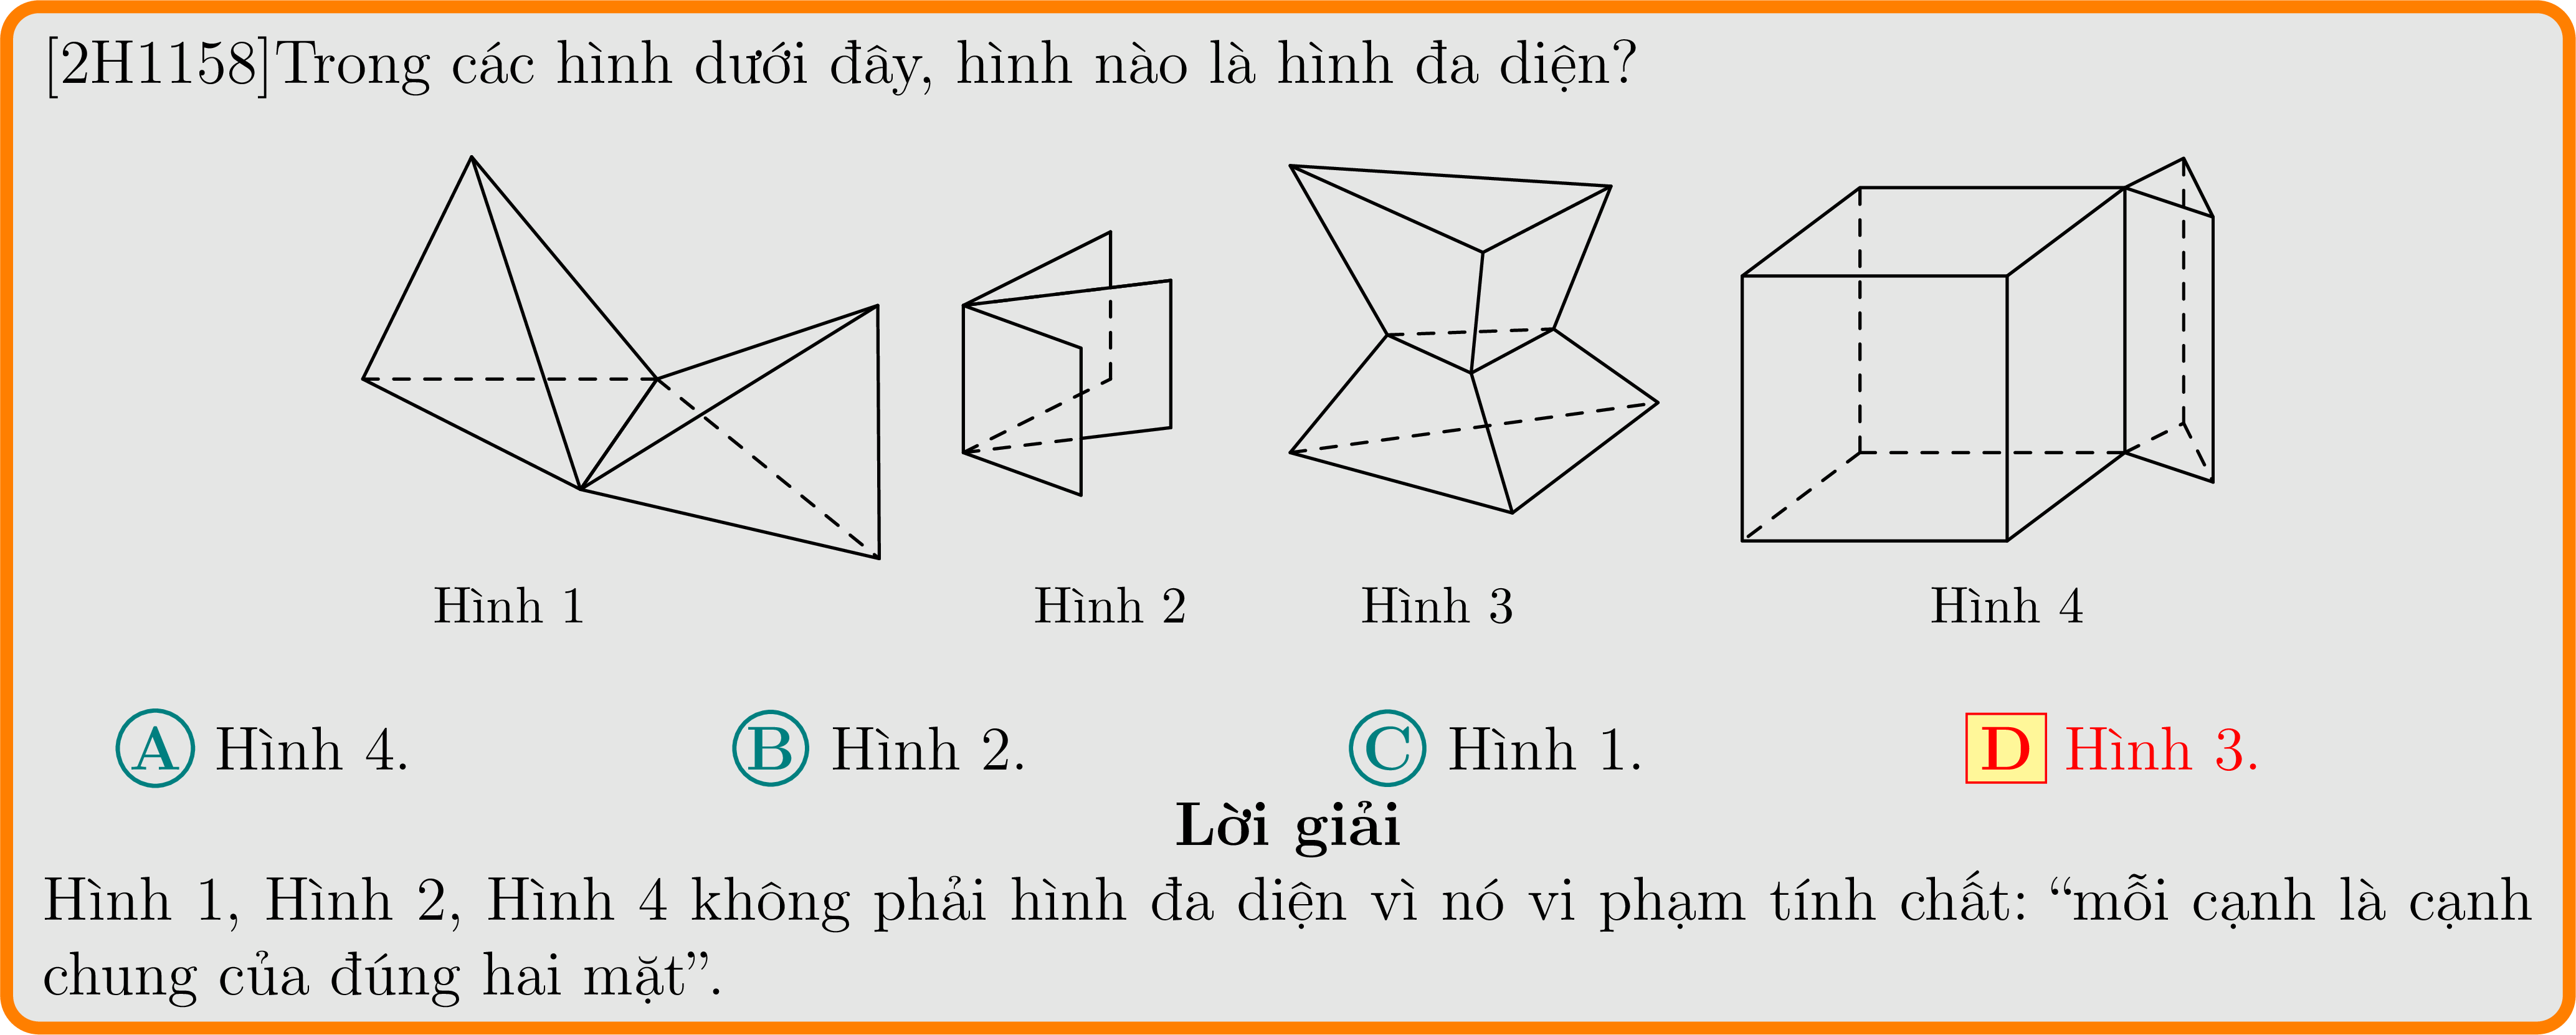 [2H1158]Trong các hình dưới đây, hình nào là hình đa diện?
Hình 1 Hình 2 Hình 3 Hình 4
A Hình 4. B Hình 2. C Hình 1. D Hình 3.
Lời giải
Hình 1, Hình 2, Hình 4 không phải hình đa diện vì nó vi phạm tính chất: “mỗi cạnh là cạnh
chung của đúng hai mặt”.